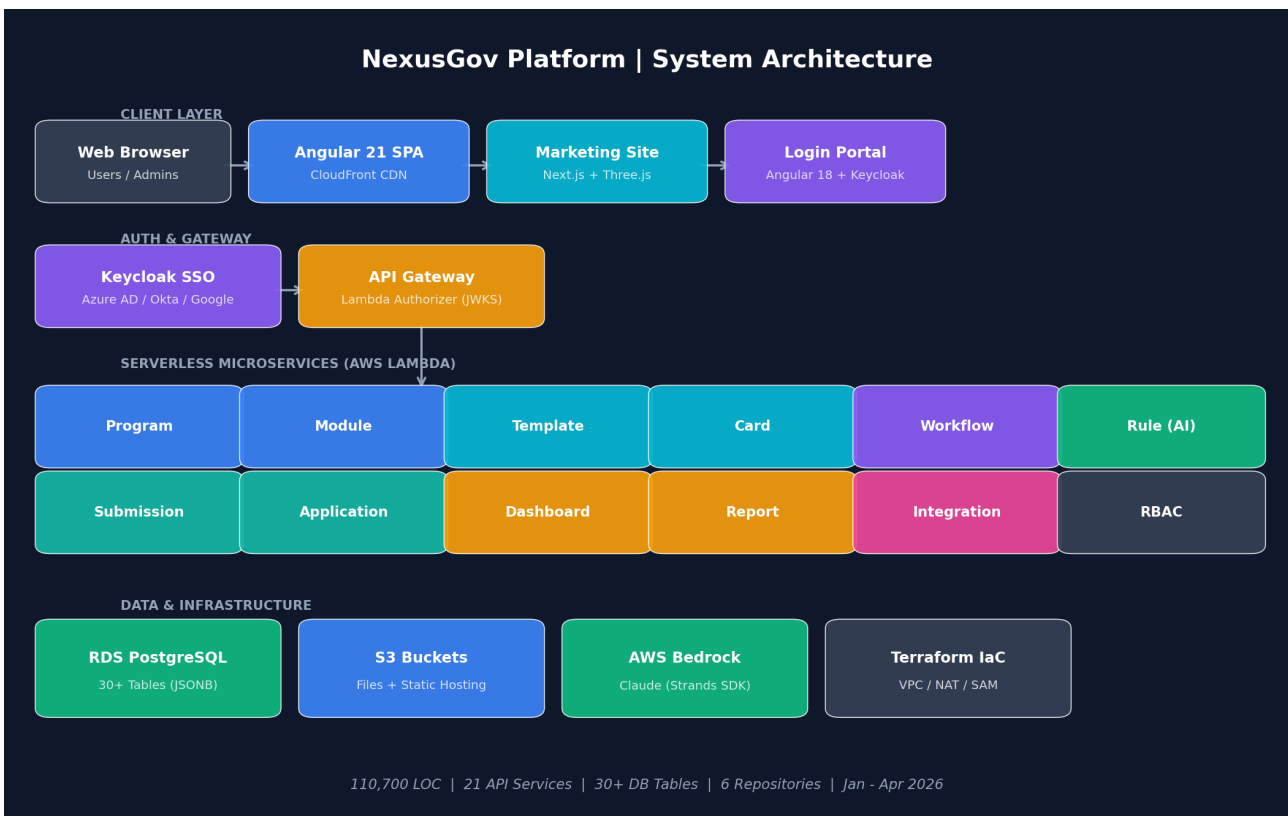 NexusGov Platform | System Architecture
CLIENT LAYER
Web Browser
Users / Admins
Angular 21 SPA
CloudFront CDN
Marketing Site
Next.js + Three.js
Login Portal
Angular 18 + Keycloak
AUTH & GATEWAY
Keycloak SSO
Azure AD / Okta / Google
API Gateway
Lambda Authorizer (JWKS)
SERVERLESS MICROSERVICES (AWS LAMBDA)
Program
Module
Template
Card
Workflow
Rule (AI)
Submission
Application
Dashboard
Report
Integration
RBAC
DATA & INFRASTRUCTURE
RDS PostgreSQL
30+ Tables (JSONB)
S3 Buckets
Files + Static Hosting
AWS Bedrock
Claude (Strands SDK)
Terraform IaC
VPC / NAT / SAM
110,700 LOC | 21 API Services | 30+ DB Tables | 6 Repositories | Jan - Apr 2026